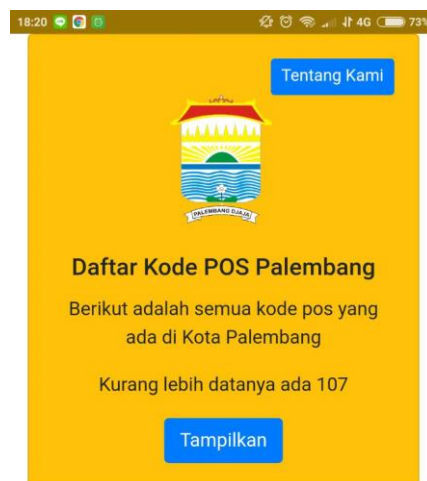 18:20
4G 73%
Tentang Kami
PALEMBANG DJAJA
Daftar Kode POS Palembang
Berikut adalah semua kode pos yang
ada di Kota Palembang
Kurang lebih datanya ada 107
Tampilkan